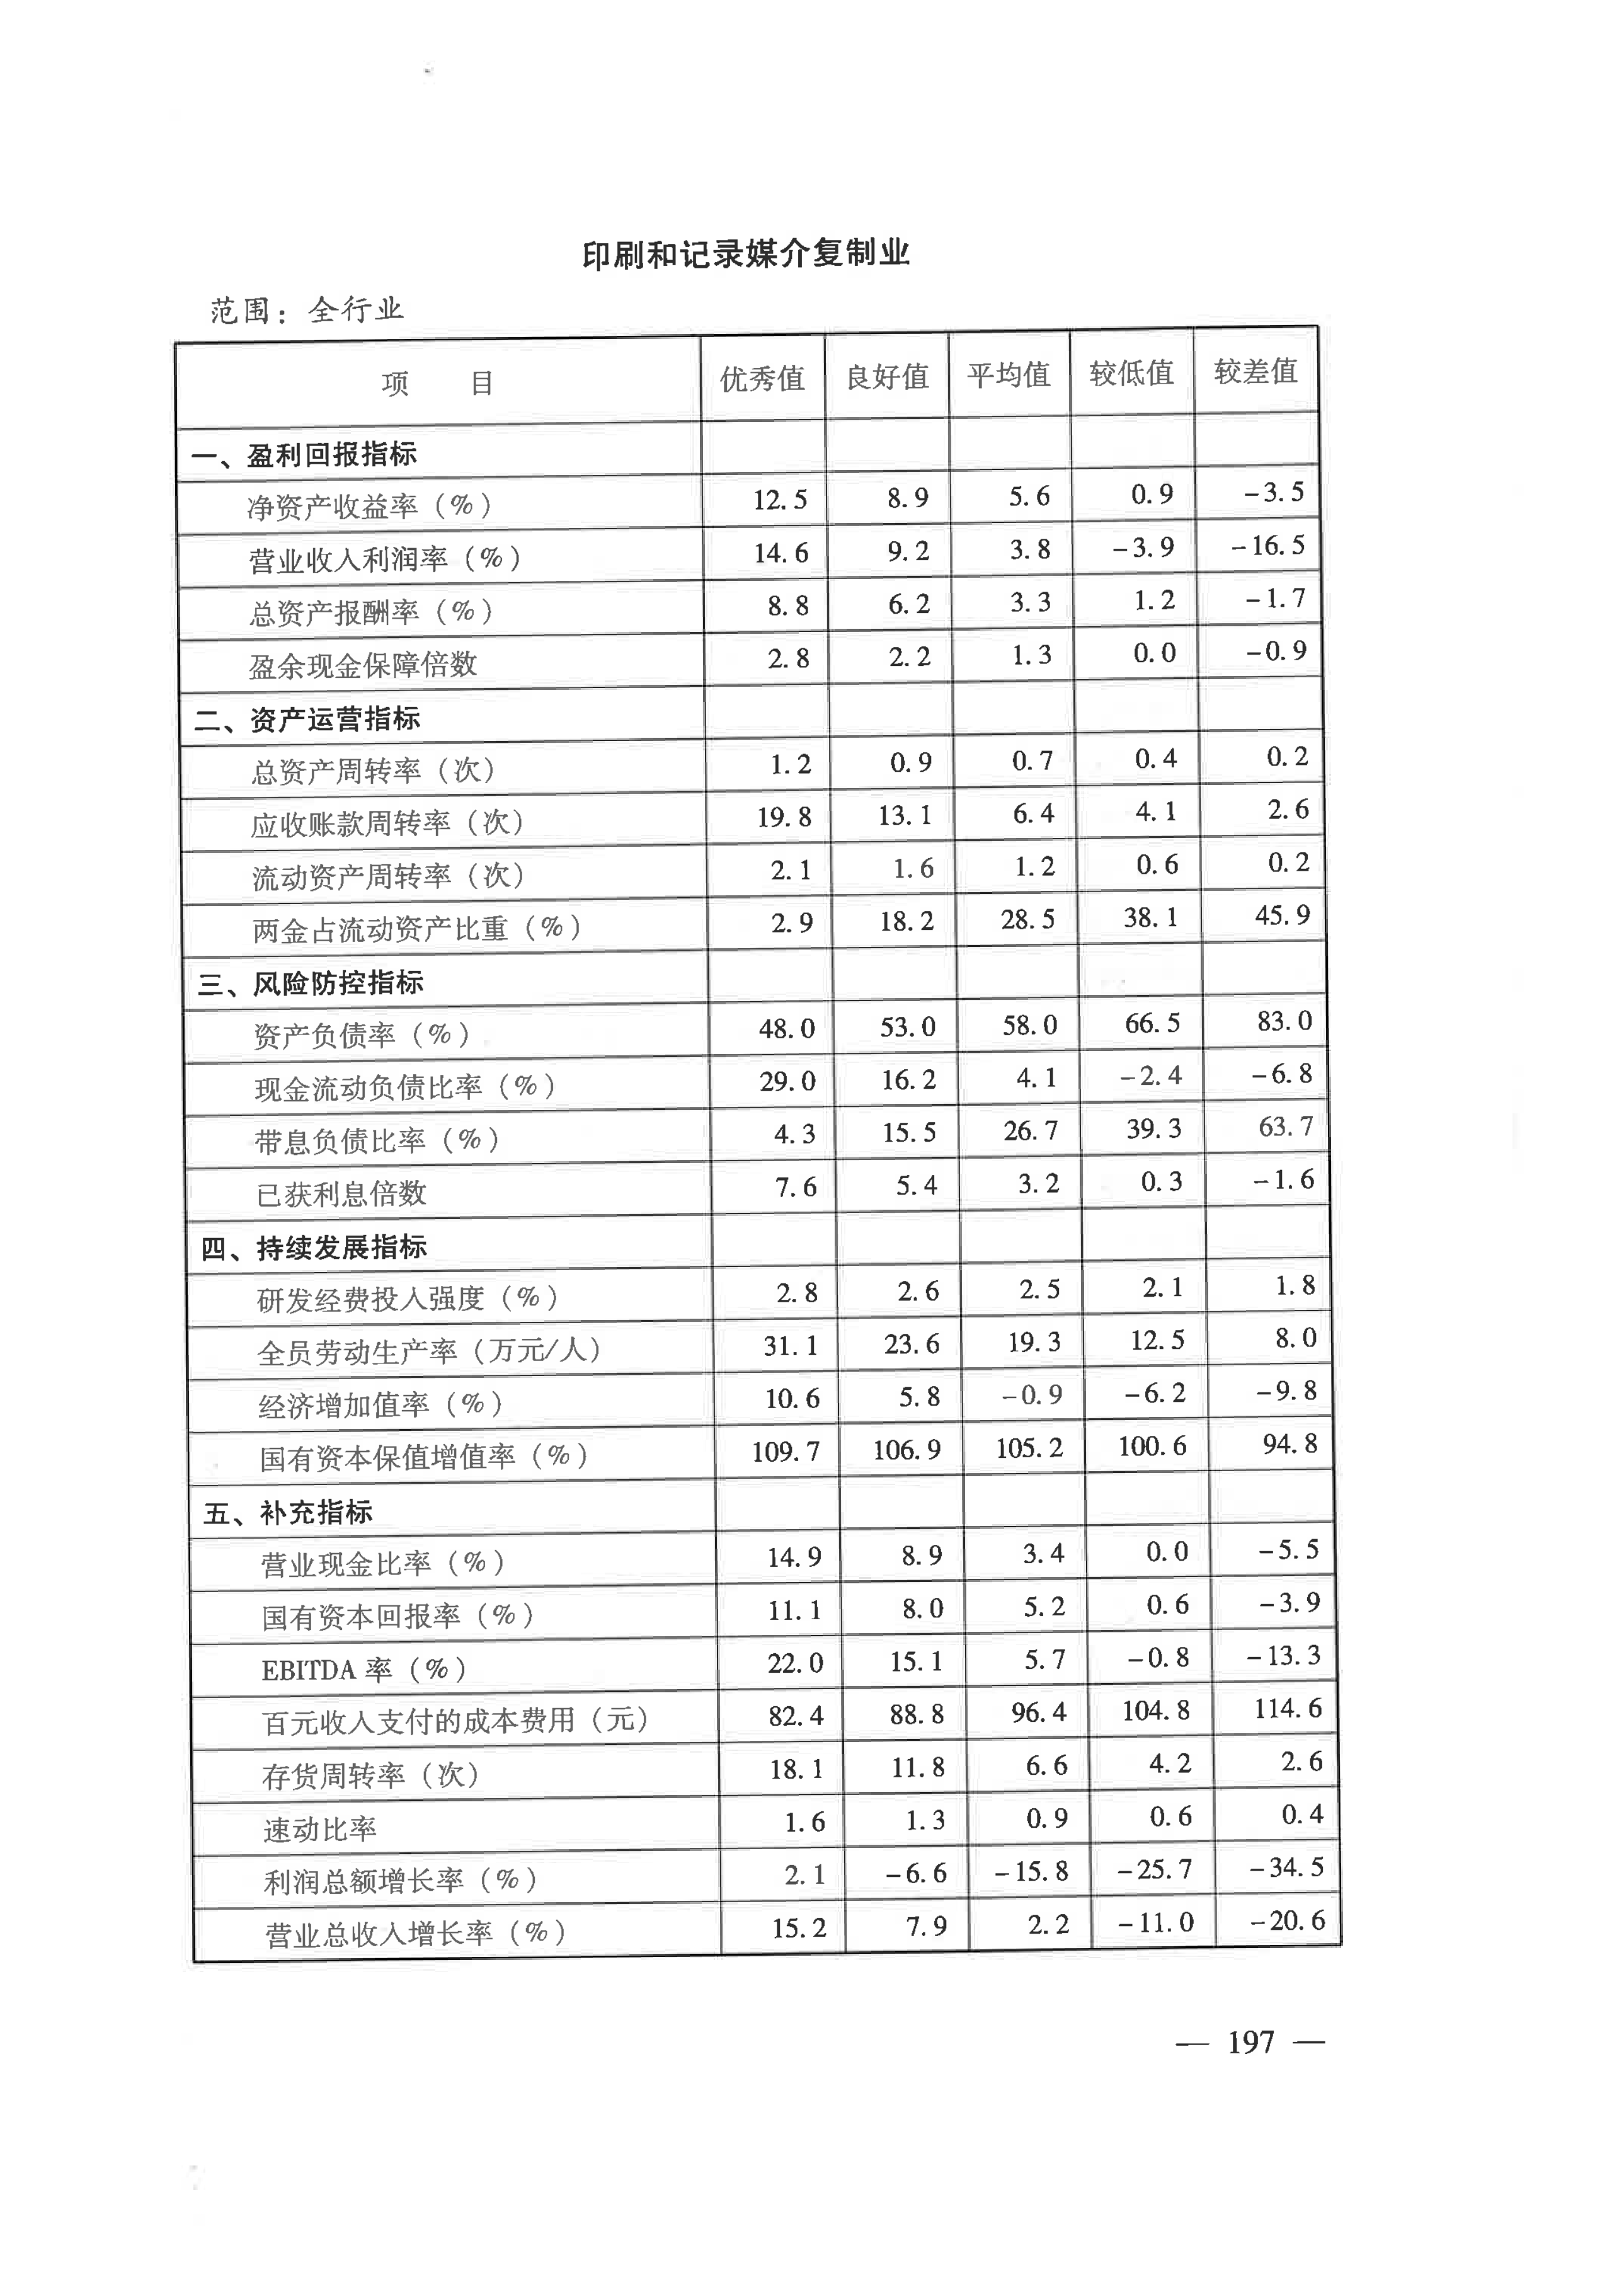 印刷和记录媒介复制业
范围：全行业
项 目 优秀值 良好值 平均值 较低值 较差值
一、盈利回报指标
净资产收益率（%） 12.5 8.9 5.6 0.9 -3.5
营业收入利润率（%） 14.6 9.2 3.8 -3.9 -16.5
总资产报酬率（%） 8.8 6.2 3.3 1.2 -1.7
盈余现金保障倍数 2.8 2.2 1.3 0.0 -0.9
二、资产运营指标
总资产周转率（次） 1.2 0.9 0.7 0.4 0.2
应收账款周转率（次） 19.8 13.1 6.4 4.1 2.6
流动资产周转率（次） 2.1 1.6 1.2 0.6 0.2
两金占流动资产比重（%） 2.9 18.2 28.5 38.1 45.9
三、风险防控指标
资产负债率（%） 48.0 53.0 58.0 66.5 83.0
现金流动负债比率（%） 29.0 16.2 4.1 -2.4 -6.8
带息负债比率（%） 4.3 15.5 26.7 39.3 63.7
已获利息倍数 7.6 5.4 3.2 0.3 -1.6
四、持续发展指标
研发经费投入强度（%） 2.8 2.6 2.5 2.1 1.8
全员劳动生产率（万元/人） 31.1 23.6 19.3 12.5 8.0
经济增加值率（%） 10.6 5.8 -0.9 -6.2 -9.8
国有资本保值增值率（%） 109.7 106.9 105.2 100.6 94.8
五、补充指标
营业现金比率（%） 14.9 8.9 3.4 0.0 -5.5
国有资本回报率（%） 11.1 8.0 5.2 0.6 -3.9
EBITDA 率（%） 22.0 15.1 5.7 -0.8 -13.3
百元收入支付的成本费用（元） 82.4 88.8 96.4 104.8 114.6
存货周转率（次） 18.1 11.8 6.6 4.2 2.6
速动比率 1.6 1.3 0.9 0.6 0.4
利润总额增长率（%） 2.1 -6.6 -15.8 -25.7 -34.5
营业总收入增长率（%） 15.2 7.9 2.2 -11.0 -20.6
— 197 —